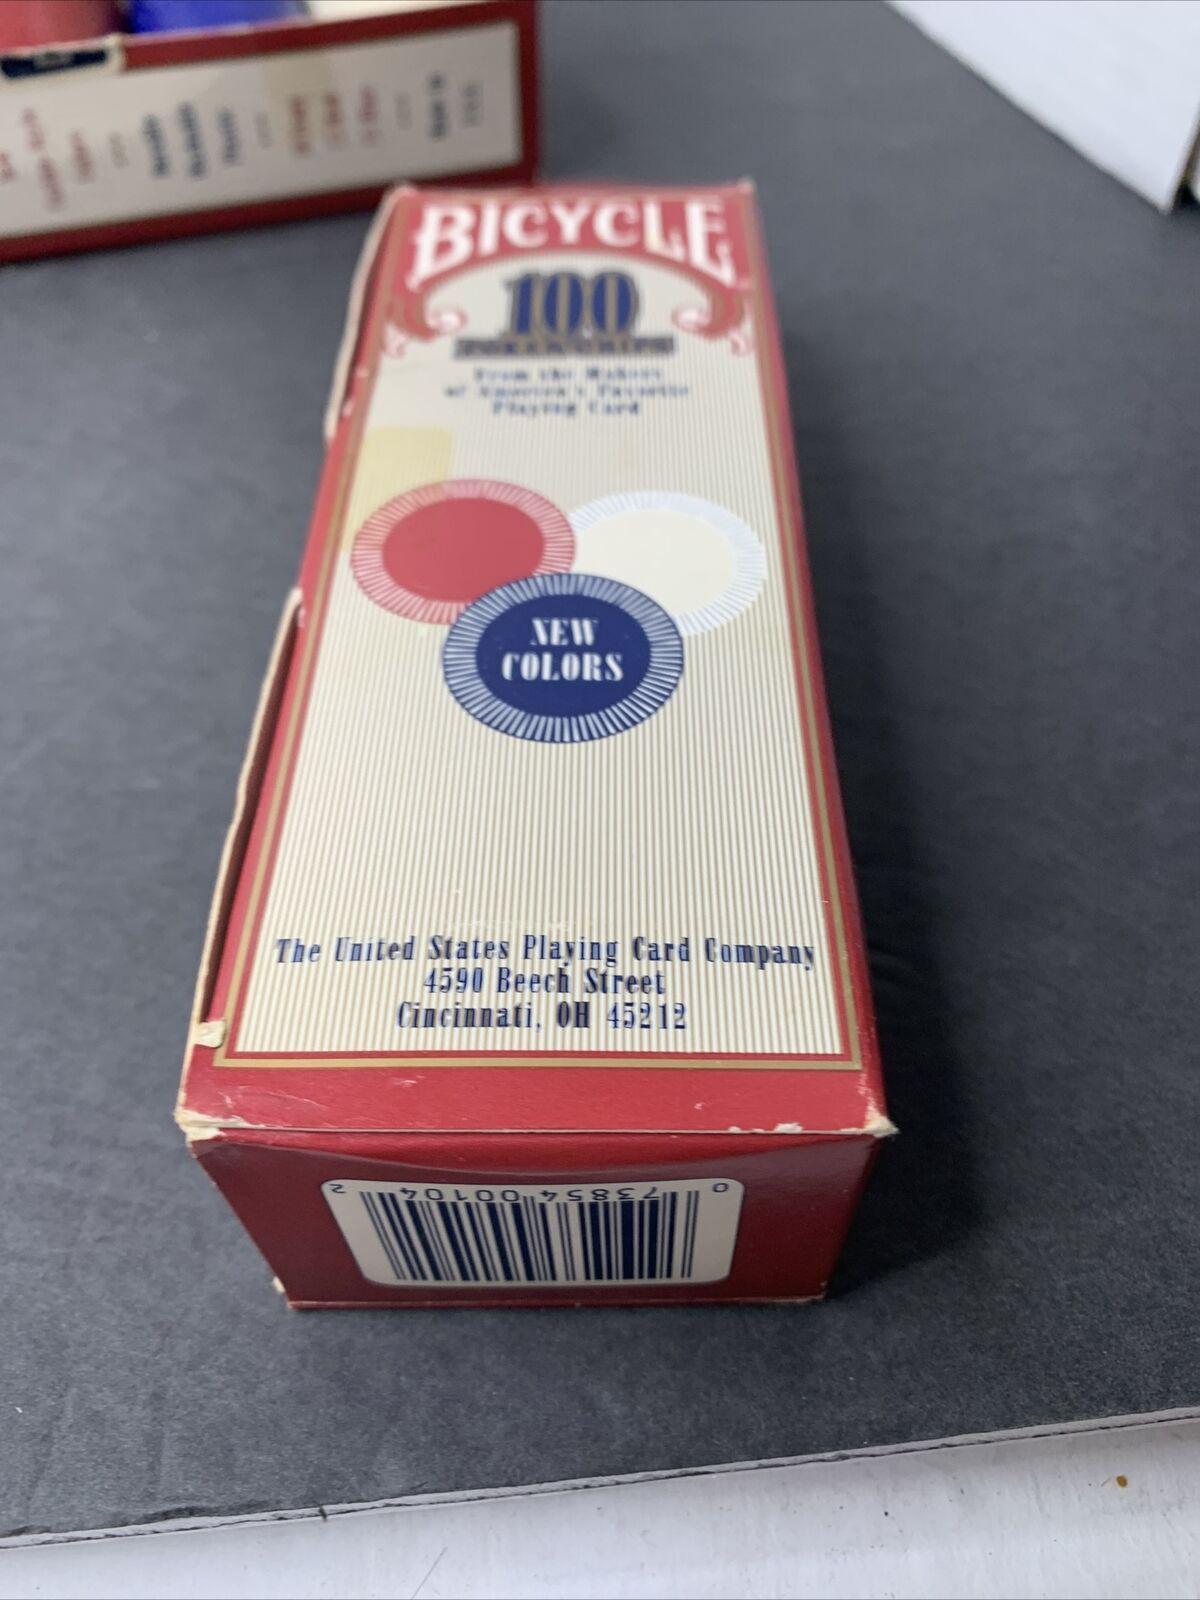 BICYCLE
100
POKER CHIPS
From the Makers
of America's Favorite
Playing Card
NEW
COLORS
The United States Playing Card Company
4590 Beech Street
Cincinnati, OH 45212
0 73854 00104 2